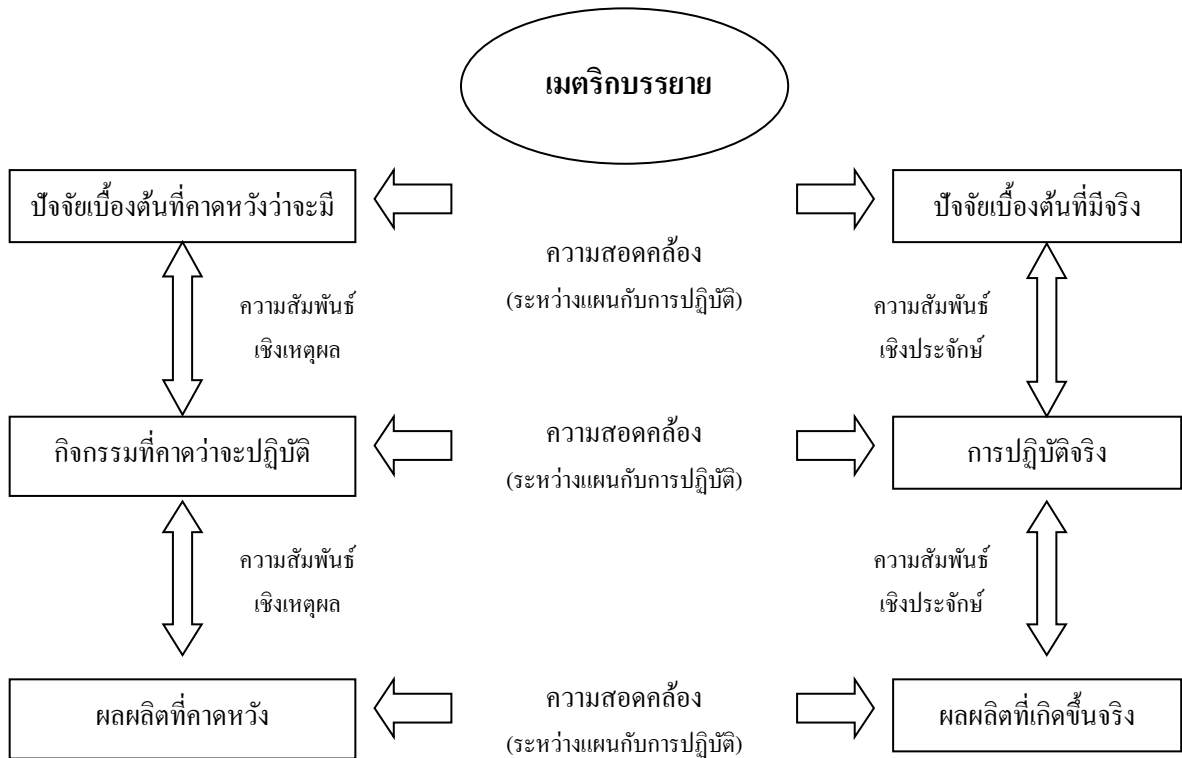 เมตริกบรรยาย
ปัจจัยเบื้องต้นที่คาดหวังว่าจะมี
ปัจจัยเบื้องต้นที่มีจริง
ความสอดคล้อง
(ระหว่างแผนกับการปฏิบัติ)
ความสัมพันธ์
เชิงเหตุผล
ความสัมพันธ์
เชิงประจักษ์
กิจกรรมที่คาดว่าจะปฏิบัติ
ความสอดคล้อง
(ระหว่างแผนกับการปฏิบัติ)
การปฏิบัติจริง
ความสัมพันธ์
เชิงเหตุผล
ความสัมพันธ์
เชิงประจักษ์
ผลผลิตที่คาดหวัง
ความสอดคล้อง
(ระหว่างแผนกับการปฏิบัติ)
ผลผลิตที่เกิดขึ้นจริง